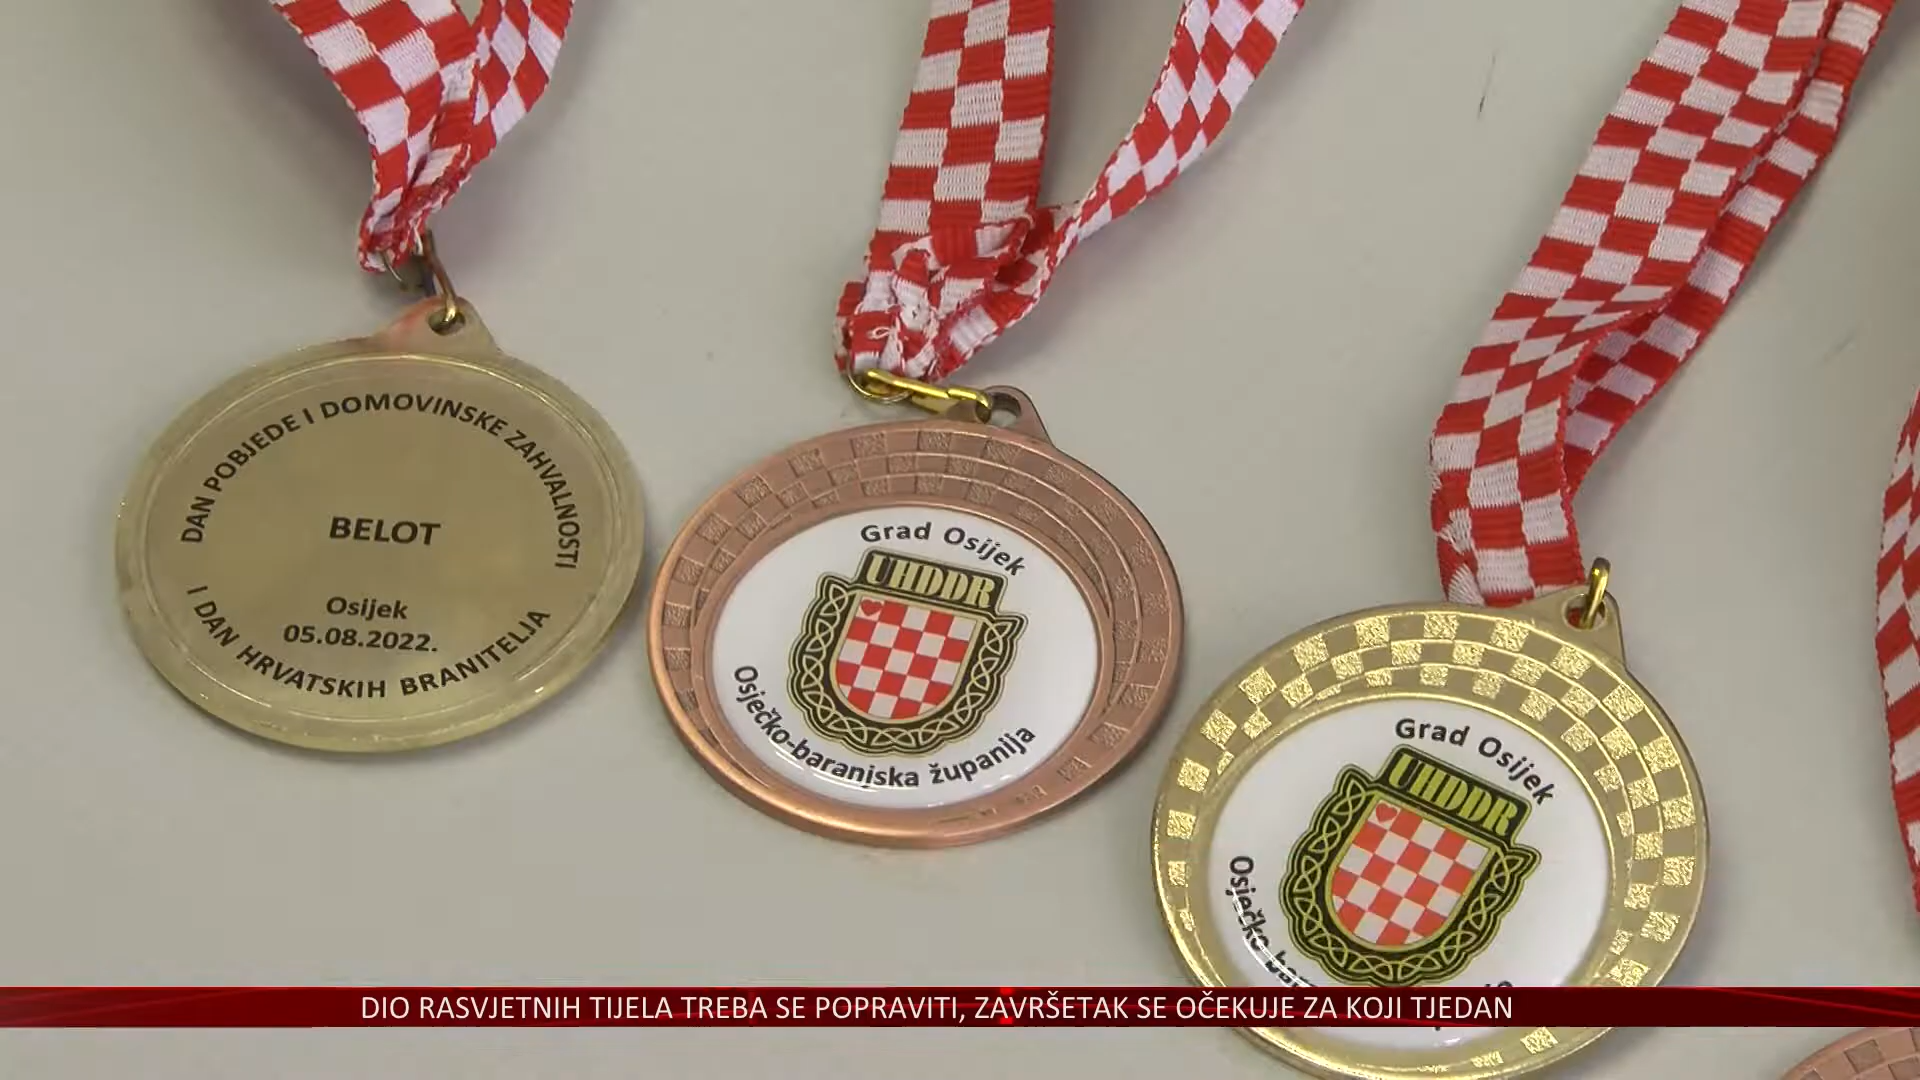 DAN POBJEDE I DOMOVINSKE ZAHVALNOSTI
BELOT
Osijek
05.08.2022.
I DAN HRVATSKIH BRANITELJA
Grad Osijek
UHDDR
Osječko-baranjska županija
Grad Osijek
UHDDR
Osječko
DIO RASVJETNIH TIJELA TREBA SE POPRAVITI, ZAVRŠETAK SE OČEKUJE ZA KOJI TJEDAN